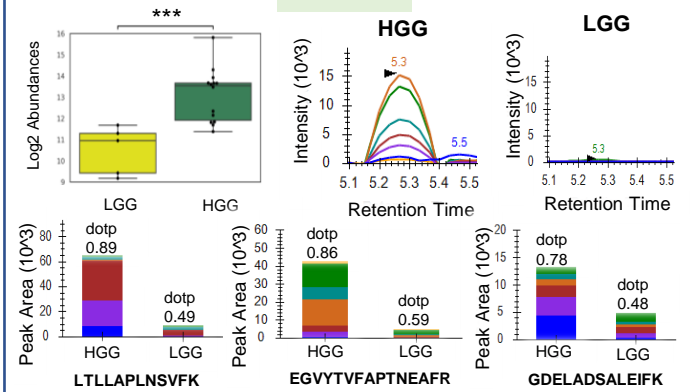 ***
Log2 Abundances
16
15
14
13
12
11
10
9
LGG HGG
HGG
Intensity (10^3)
15
10
5
0
5.3
5.5
5.1 5.2 5.3 5.4 5.5
Retention Time
LGG
Intensity (10^3)
15
10
5
0
5.3
5.1 5.2 5.3 5.4 5.5
Retention Time
Peak Area (10^3)
80
60
40
20
0
dotp
0.89
dotp
0.49
HGG LGG
LTLLAPLNSVFK
Peak Area (10^3)
60
50
40
30
20
10
0
dotp
0.86
dotp
0.59
HGG LGG
EGVYTVFAPTNEAFR
Peak Area (10^3)
20
15
10
5
0
dotp
0.78
dotp
0.48
HGG LGG
GDELADSALEIFK